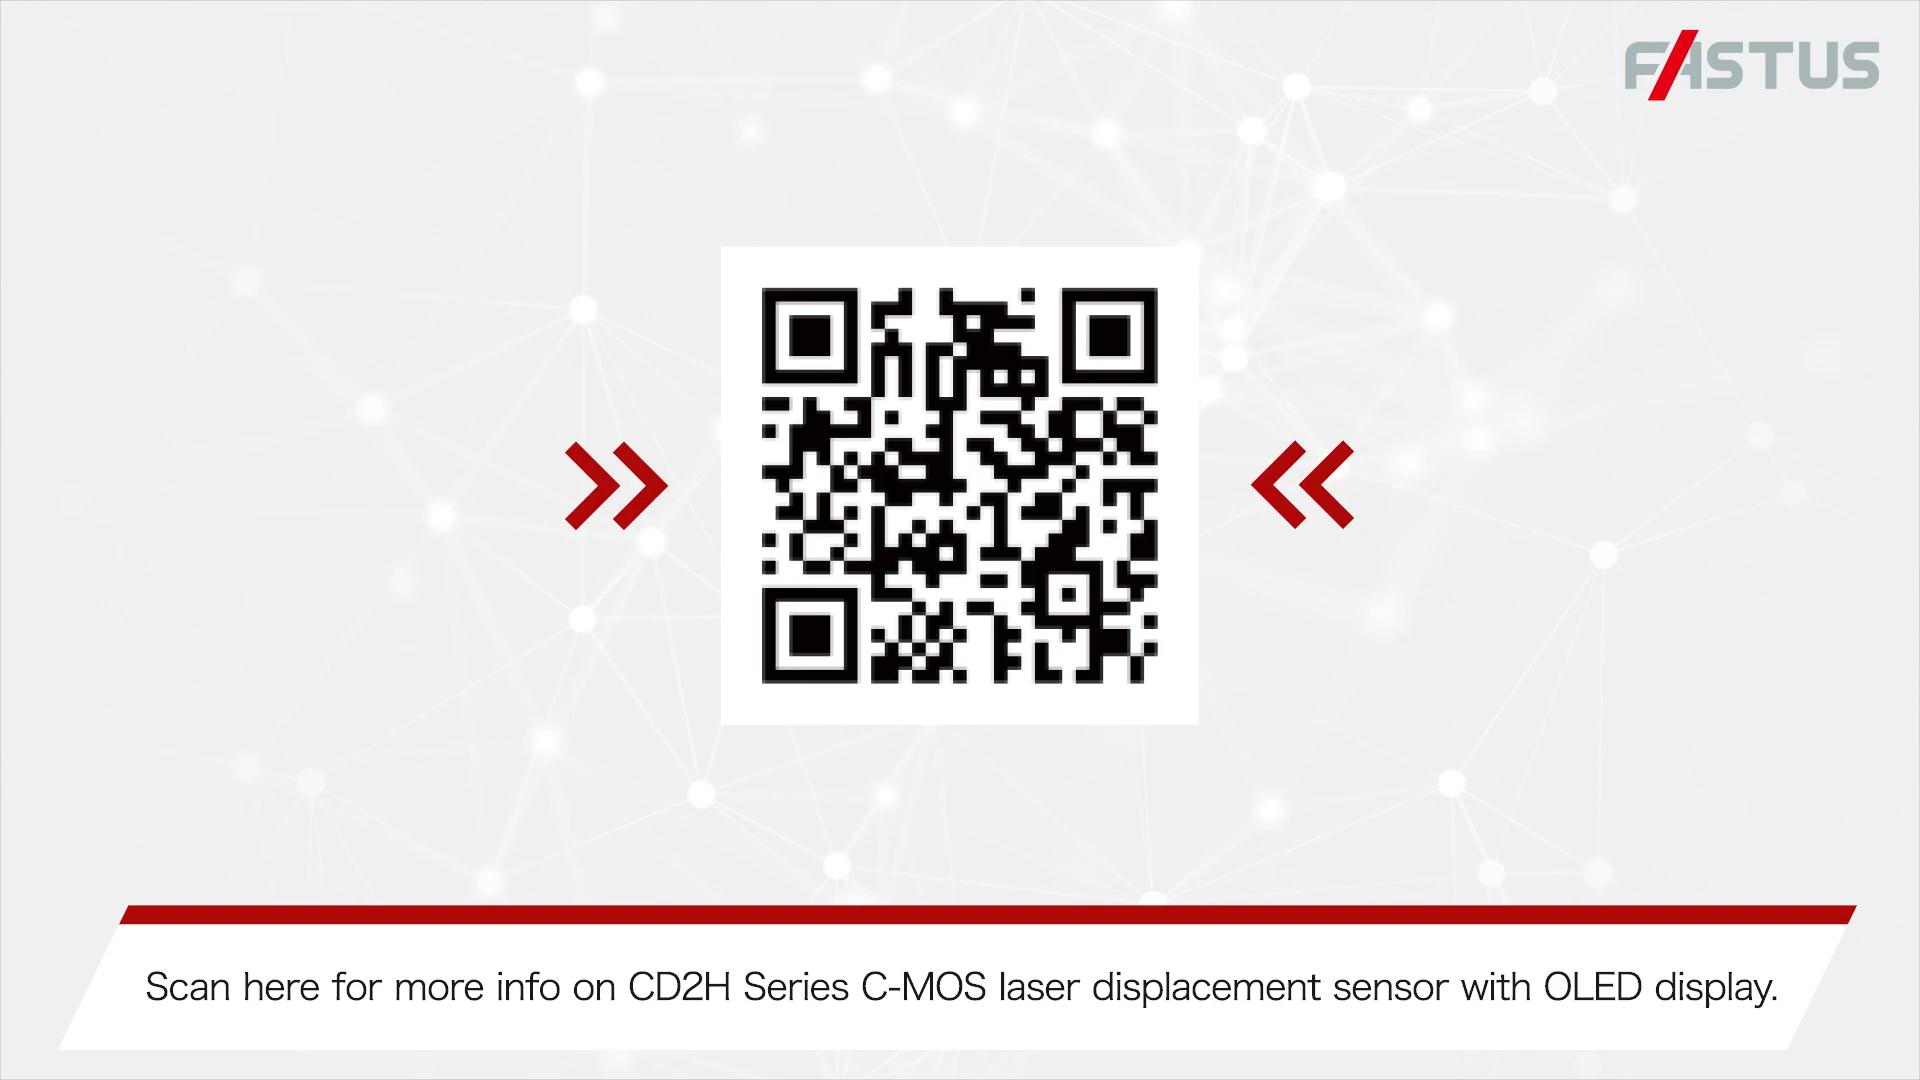 FASTUS
Scan here for more info on CD2H Series C-MOS laser displacement sensor with OLED display.